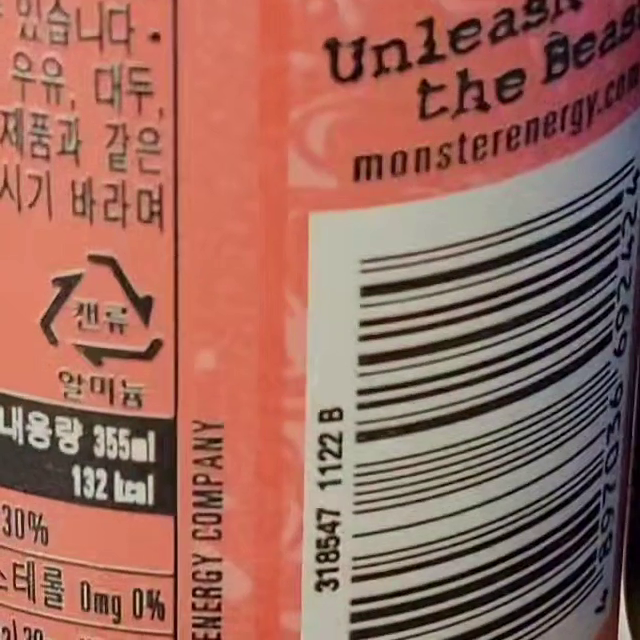 있습니다.
우유, 대두,
제품과 같은
시기 바라며
캔류
알미늄
내용량 355ml
132 kcal
30%
스테롤 0mg 0%
ENERGY COMPANY
Unleash
the Beast
monsterenergy.com
318547 1122 B